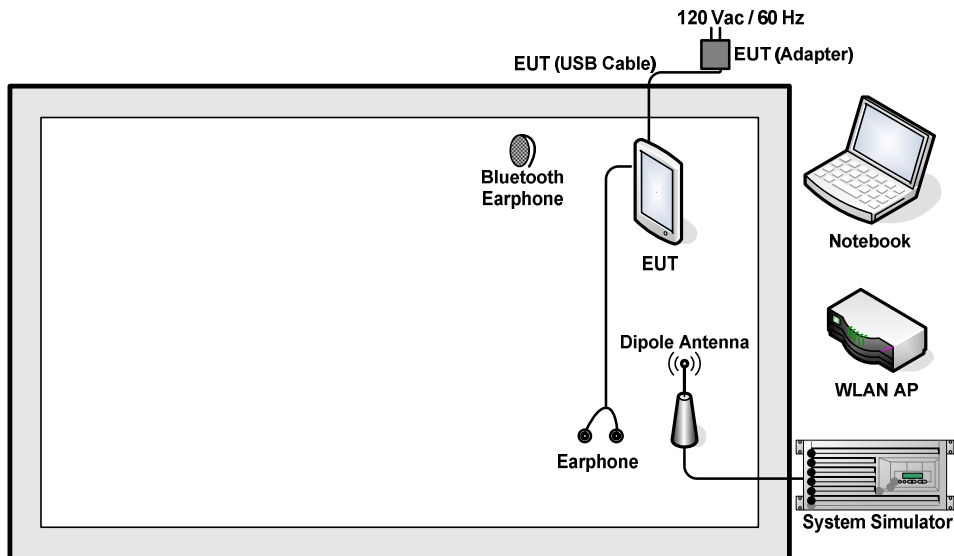 120 Vac / 60 Hz
EUT (Adapter)
EUT (USB Cable)
Bluetooth
Earphone
EUT
Notebook
Dipole Antenna
WLAN AP
Earphone
System Simulator